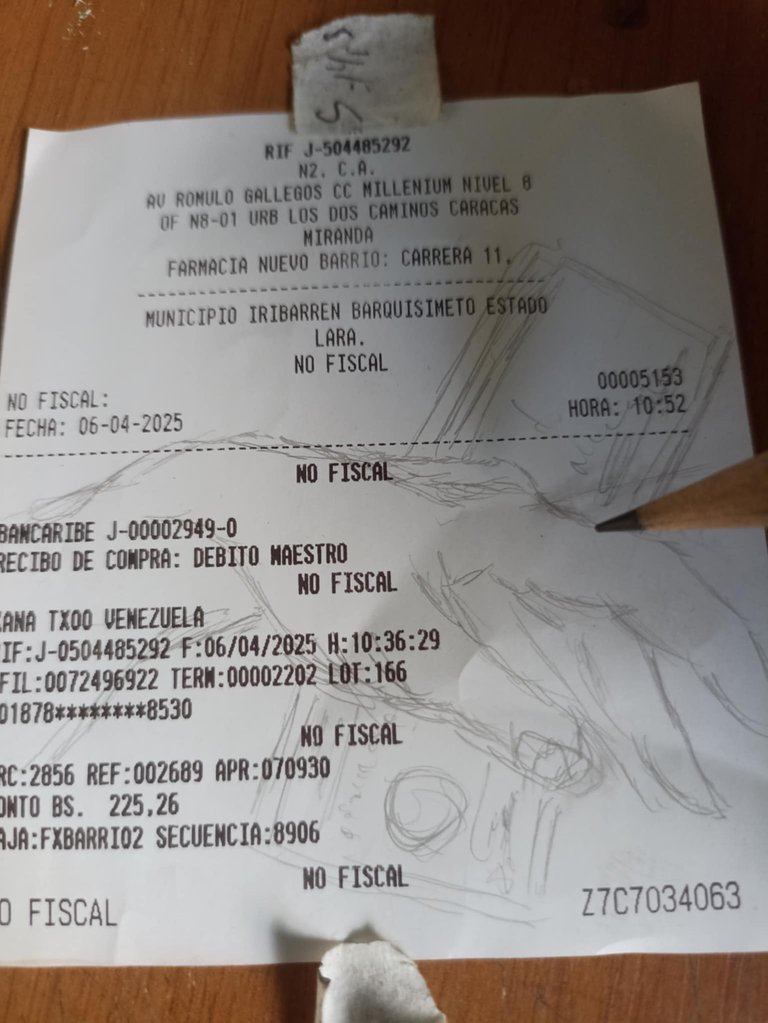 RIF J-504485292
N2. C.A.
AV ROMULO GALLEGOS CC MILLENIUM NIVEL 8
OF N8-01 URB LOS DOS CAMINOS CARACAS
MIRANDA
FARMACIA NUEVO BARRIO: CARRERA 11,
MUNICIPIO IRIBARREN BARQUISIMETO ESTADO
LARA.
NO FISCAL
00005153
NO FISCAL:
HORA: 10:52
FECHA: 06-04-2025
NO FISCAL
BANCARIBE J-00002949-0
RECIBO DE COMPRA: DEBITO MAESTRO
NO FISCAL
ANA TX00 VENEZUELA
IF:J-0504485292 F:06/04/2025 H:10:36:29
FIL:0072496922 TERM:00002202 LOT:166
01878********8530
NO FISCAL
RC:2856 REF:002689 APR:070930
ONTO BS. 225,26
AJA:FXBARRIO2 SECUENCIA:8906
NO FISCAL
O FISCAL
Z7C7034063